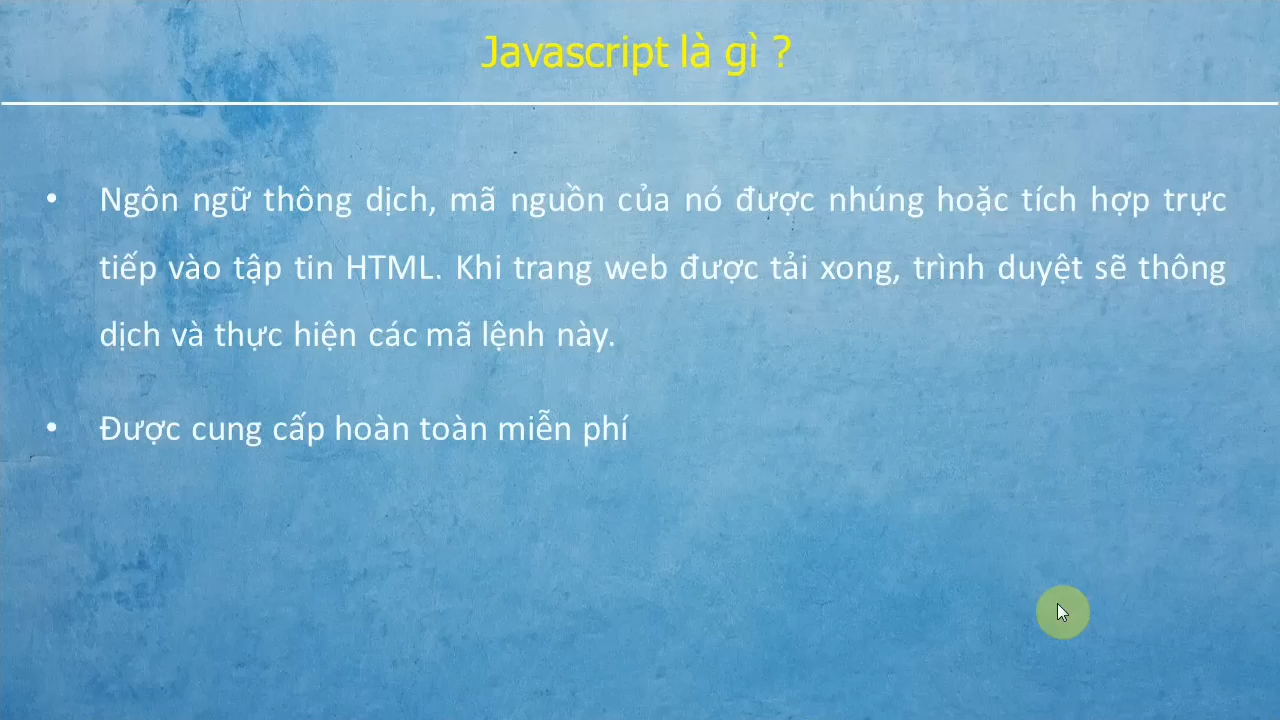 Javascript là gì ?
• Ngôn ngữ thông dịch, mã nguồn của nó được nhúng hoặc tích hợp trực
tiếp vào tập tin HTML. Khi trang web được tải xong, trình duyệt sẽ thông
dịch và thực hiện các mã lệnh này.
• Được cung cấp hoàn toàn miễn phí